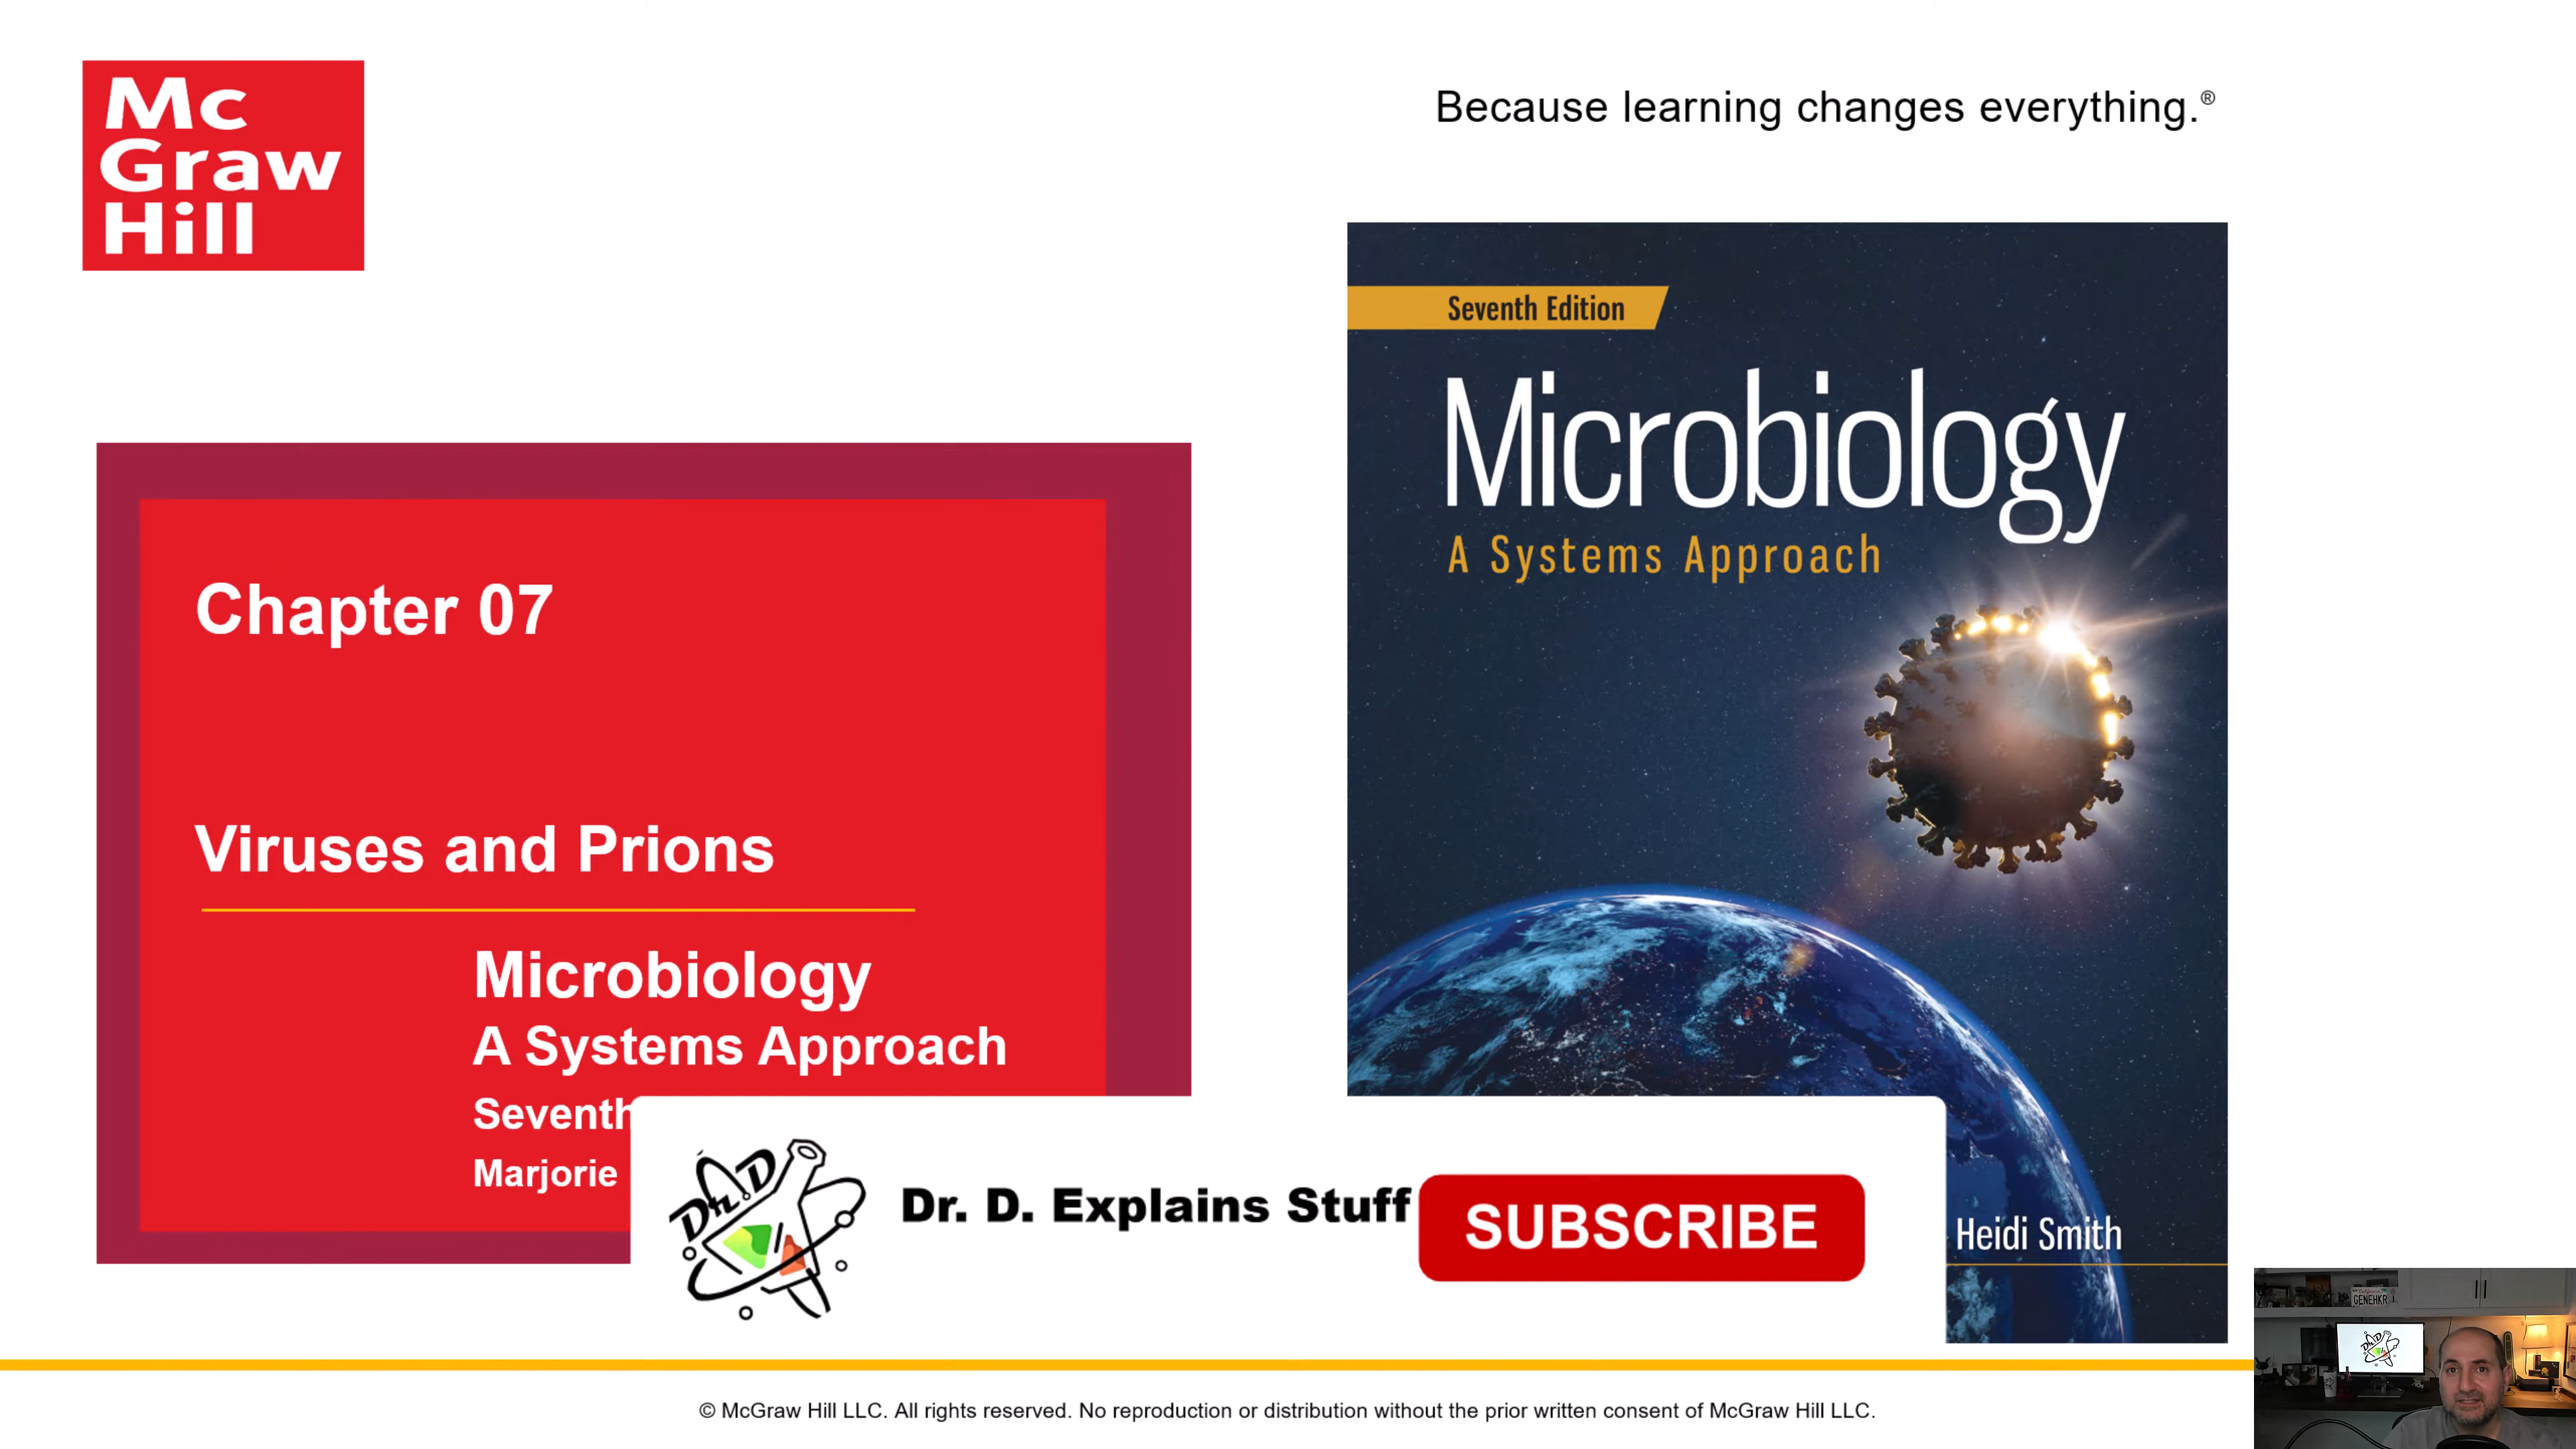 Mc
Graw
Hill
Because learning changes everything.®
Chapter 07
Viruses and Prions
Microbiology
A Systems Approach
Seventh
Marjorie
Seventh Edition
Microbiology
A Systems Approach
Heidi Smith
Dr. D
Dr. D. Explains Stuff
SUBSCRIBE
GENEHKR
© McGraw Hill LLC. All rights reserved. No reproduction or distribution without the prior written consent of McGraw Hill LLC.